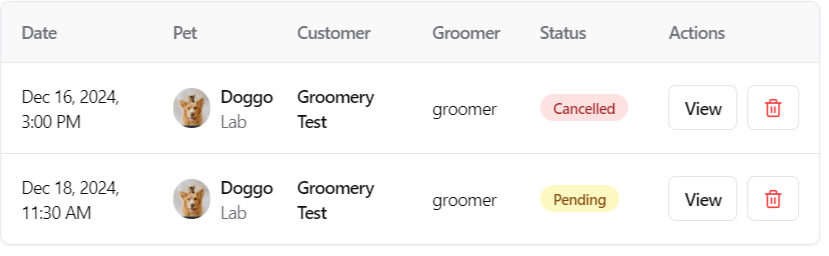 Date Pet Customer Groomer Status Actions
Dec 16, 2024, Doggo Groomery
3:00 PM Lab Test groomer Cancelled View
Dec 18, 2024, Doggo Groomery
11:30 AM Lab Test groomer Pending View